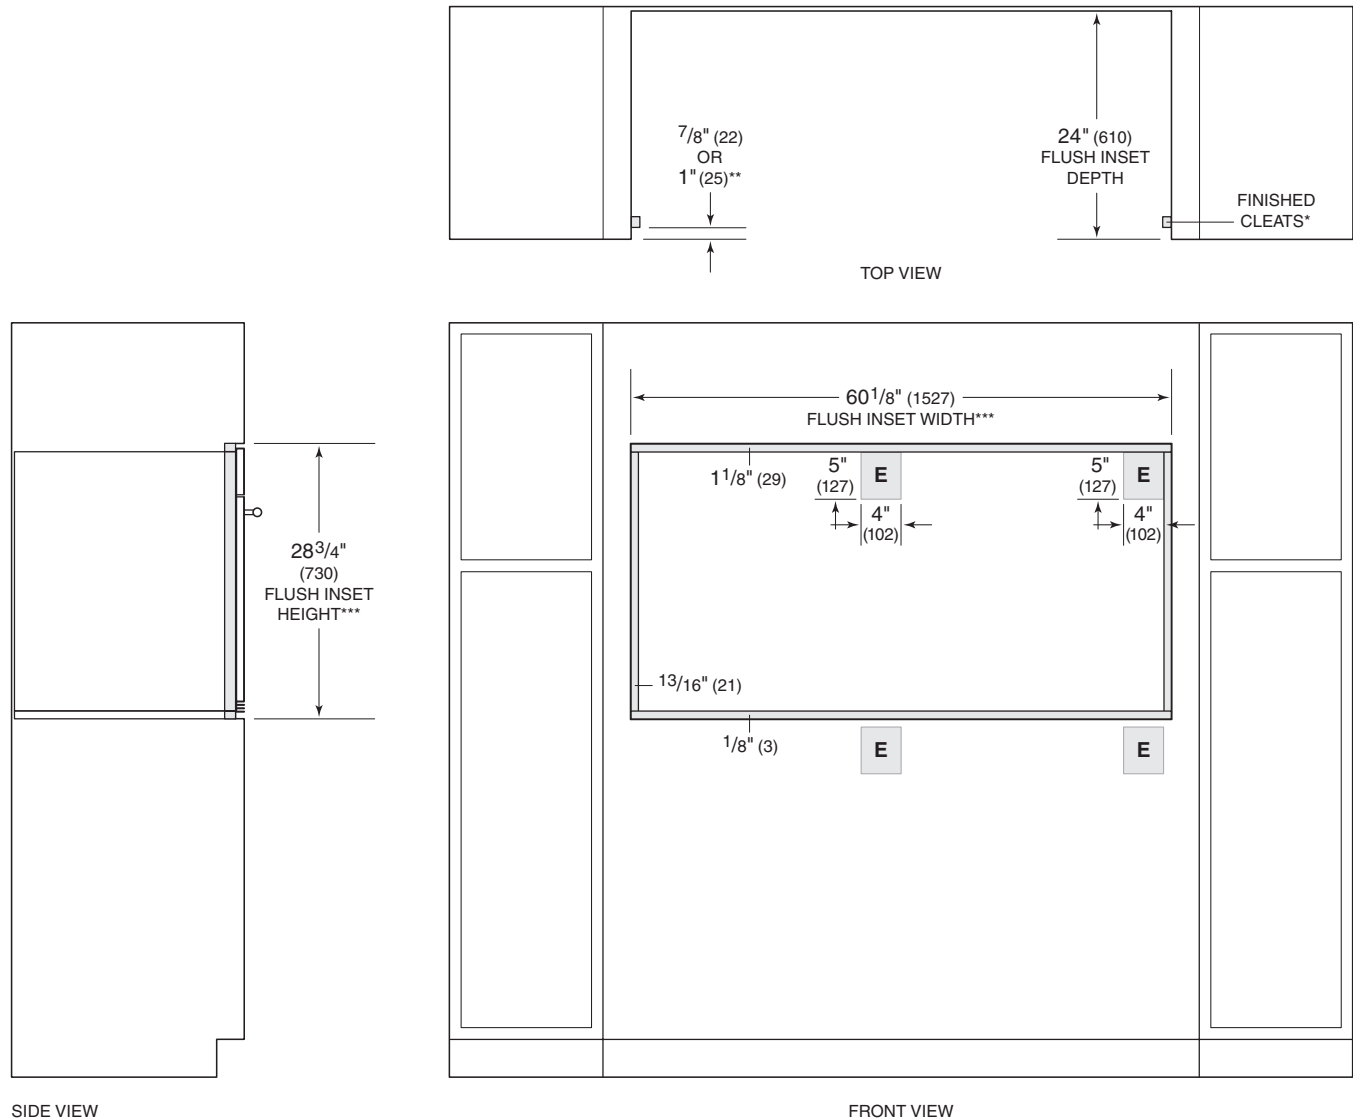 7/8" (22)
OR
1" (25)**
24" (610)
FLUSH INSET
DEPTH
FINISHED
CLEATS*
TOP VIEW
60 1/8" (1527)
FLUSH INSET WIDTH***
1 1/8" (29)
5"
(127)
E
4"
(102)
5"
(127)
E
4"
(102)
28 3/4"
(730)
FLUSH INSET
HEIGHT***
13/16" (21)
1/8" (3)
E
E
SIDE VIEW
FRONT VIEW